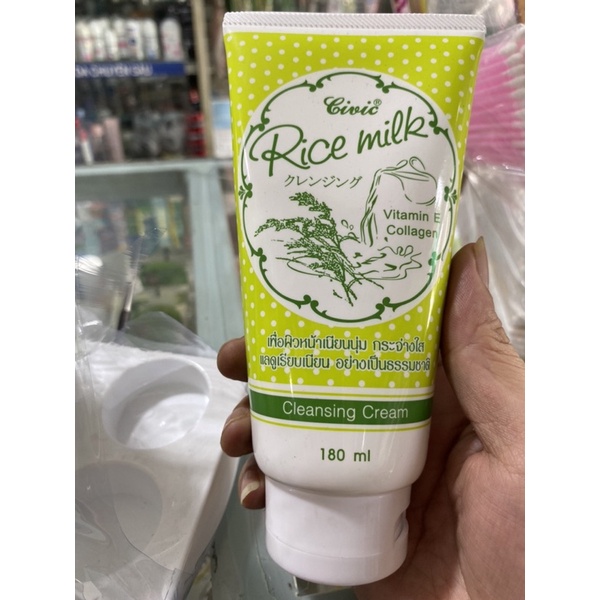 Civic®
Rice milk
クレンジング
Vitamin E
Collagen
เพื่อผิวหน้าเนียนนุ่ม กระจ่างใส
แลดูเรียบเนียน อย่างเป็นธรรมชาติ
Cleansing Cream
180 ml